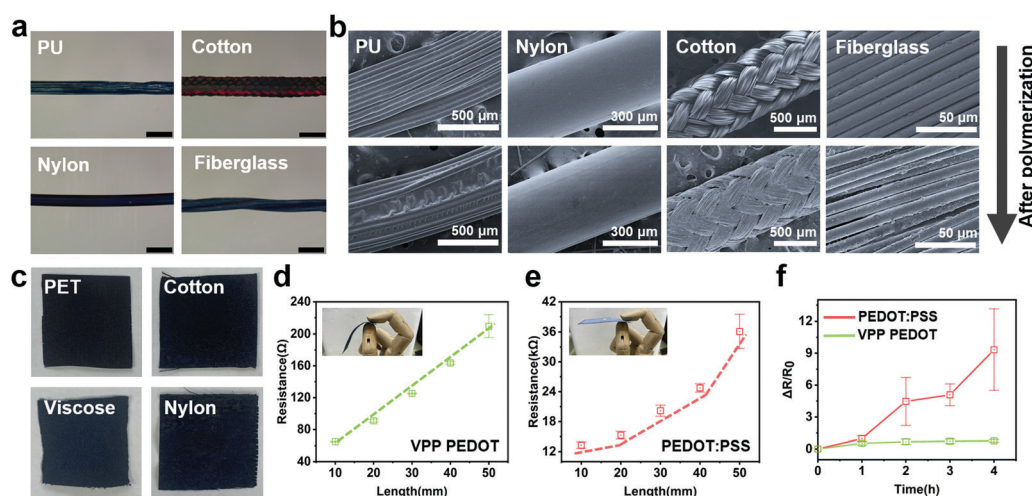 a
PU
Cotton
Nylon
Fiberglass
b
PU
Nylon
Cotton
Fiberglass
500 μm
300 μm
500 μm
50 μm
500 μm
300 μm
500 μm
50 μm
After polymerization
c
PET
Cotton
Viscose
Nylon
d
Resistance(Ω)
240
200
160
120
80
40
10
20
30
40
50
Length(mm)
VPP PEDOT
e
Resistance(kΩ)
42
36
30
24
18
12
10
20
30
40
50
Length(mm)
PEDOT:PSS
f
ΔR/R0
15
12
9
6
3
0
0
1
2
3
4
Time(h)
PEDOT:PSS
VPP PEDOT